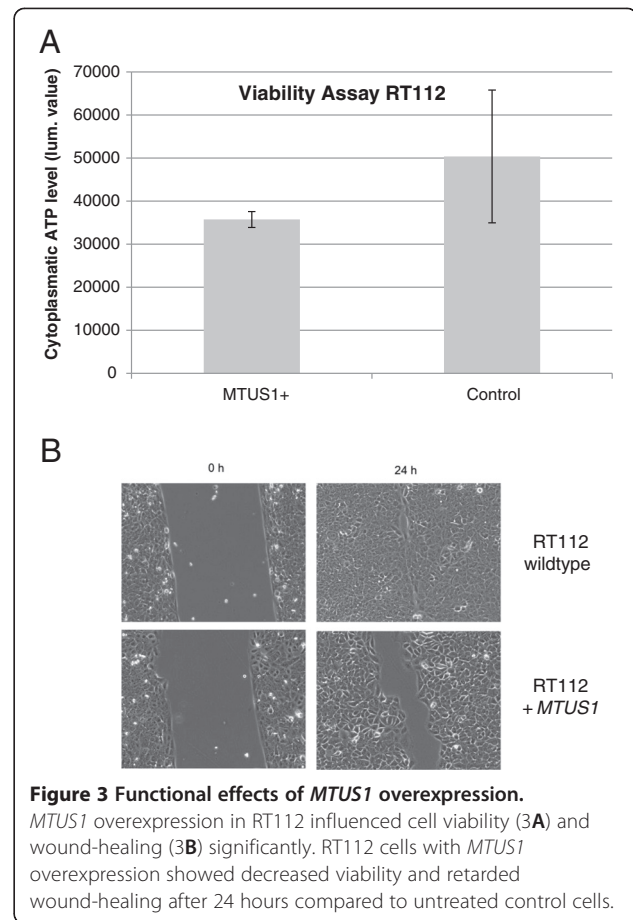 A
Viability Assay RT112
Cytoplasmatic ATP level (lum. value)
70000
60000
50000
40000
30000
20000
10000
0
MTUS1+
Control
B
0 h
24 h
RT112
wildtype
RT112
+ MTUS1
Figure 3 Functional effects of MTUS1 overexpression.
MTUS1 overexpression in RT112 influenced cell viability (3A) and
wound-healing (3B) significantly. RT112 cells with MTUS1
overexpression showed decreased viability and retarded
wound-healing after 24 hours compared to untreated control cells.